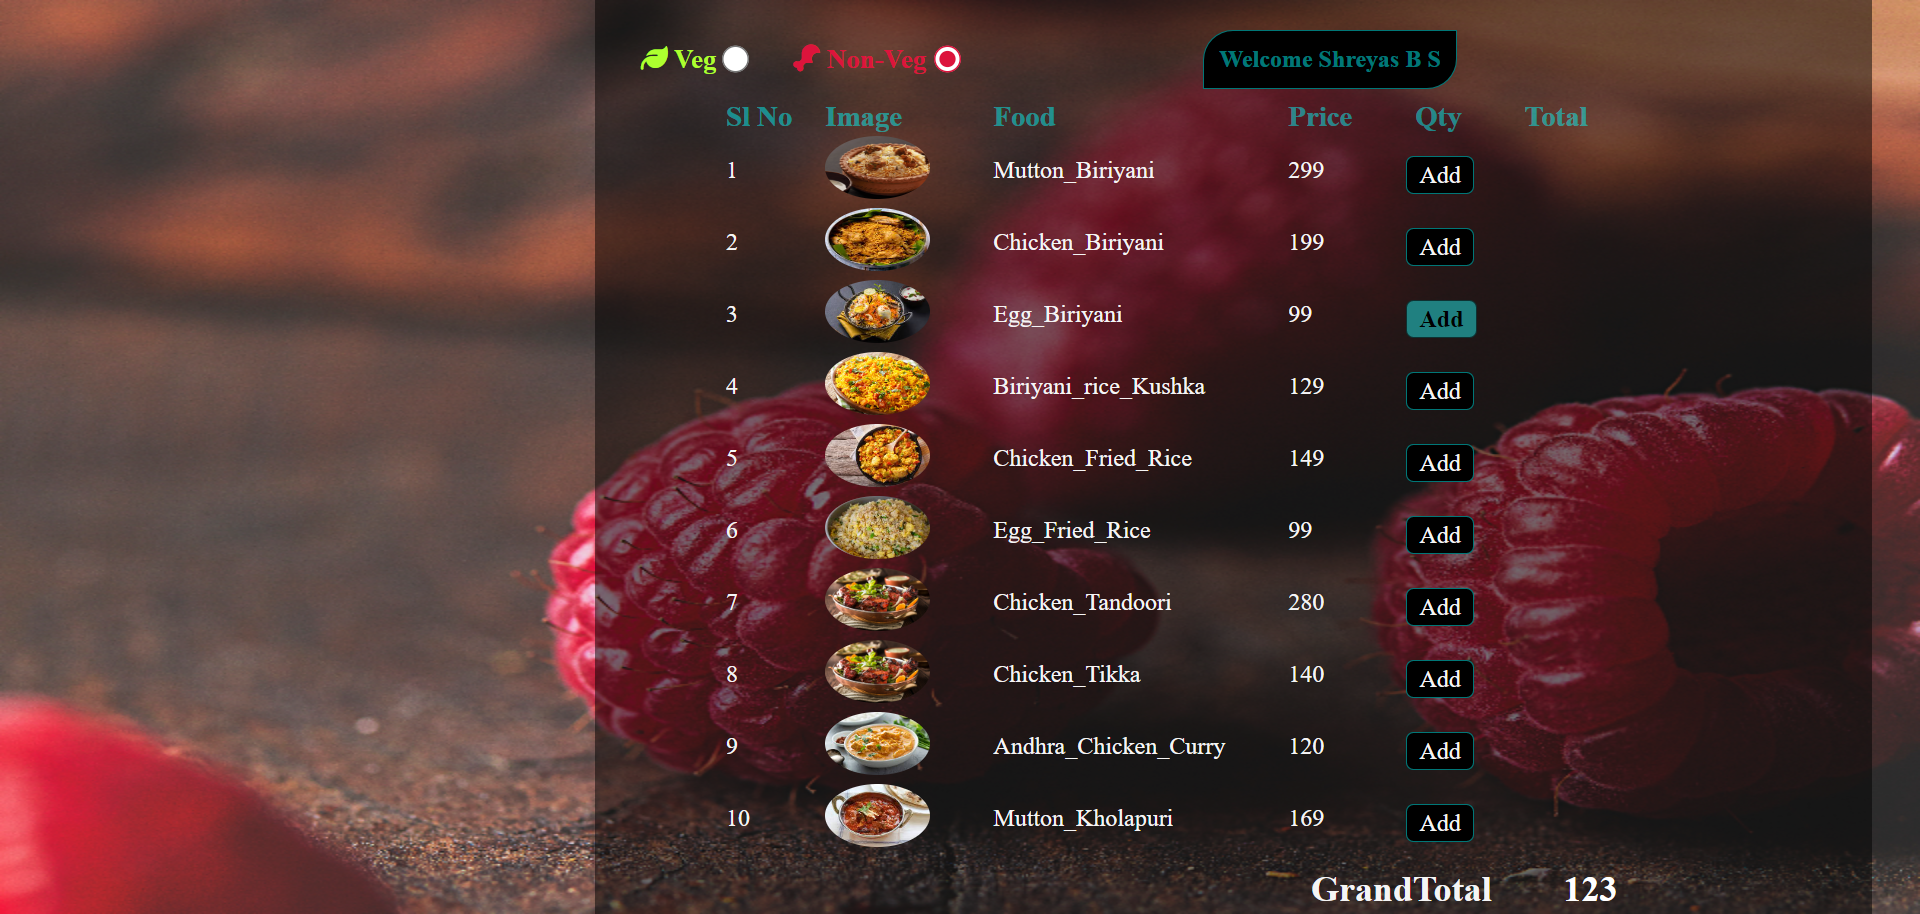 Veg Non-Veg Welcome Shreyas B S
Sl No Image Food Price Qty Total
1 Mutton_Biriyani 299 Add
2 Chicken_Biriyani 199 Add
3 Egg_Biriyani 99 Add
4 Biriyani_rice_Kushka 129 Add
5 Chicken_Fried_Rice 149 Add
6 Egg_Fried_Rice 99 Add
7 Chicken_Tandoori 280 Add
8 Chicken_Tikka 140 Add
9 Andhra_Chicken_Curry 120 Add
10 Mutton_Kholapuri 169 Add
GrandTotal 123